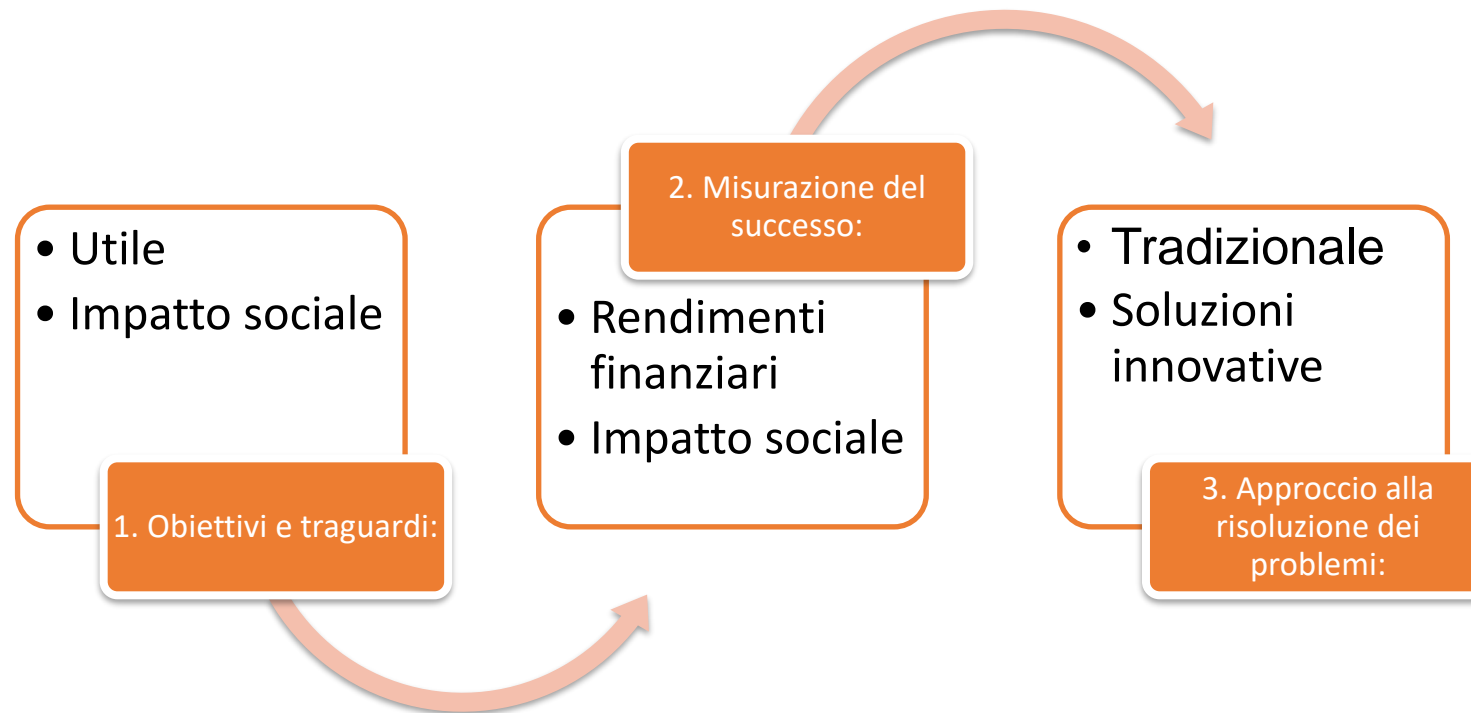 • Utile
• Impatto sociale
1. Obiettivi e traguardi:
2. Misurazione del
successo:
• Rendimenti
finanziari
• Impatto sociale
• Tradizionale
• Soluzioni
innovative
3. Approccio alla
risoluzione dei
problemi: